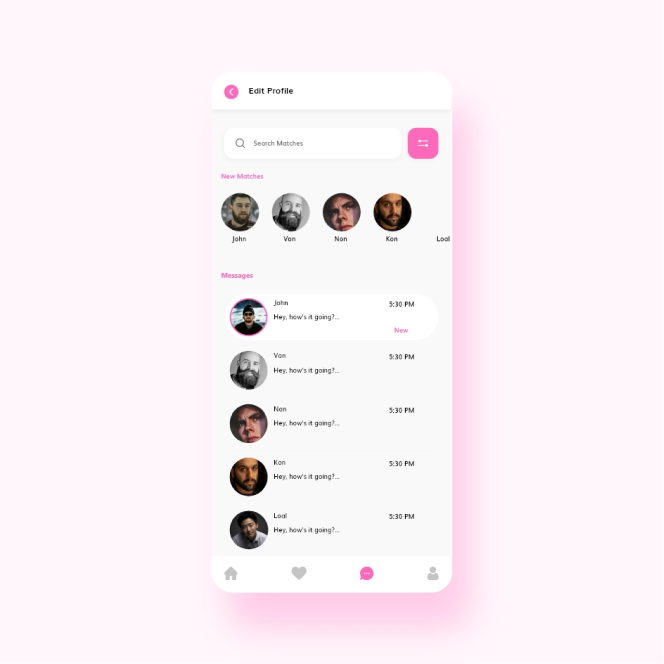 Edit Profile
Search Matches
New Matches
John Von Non Kon Loal
Messages
John 5:30 PM
Hey, how's it going?...
New
Von 5:30 PM
Hey, how's it going?...
Non 5:30 PM
Hey, how's it going?...
Kon 5:30 PM
Hey, how's it going?...
Loal 5:30 PM
Hey, how's it going?...